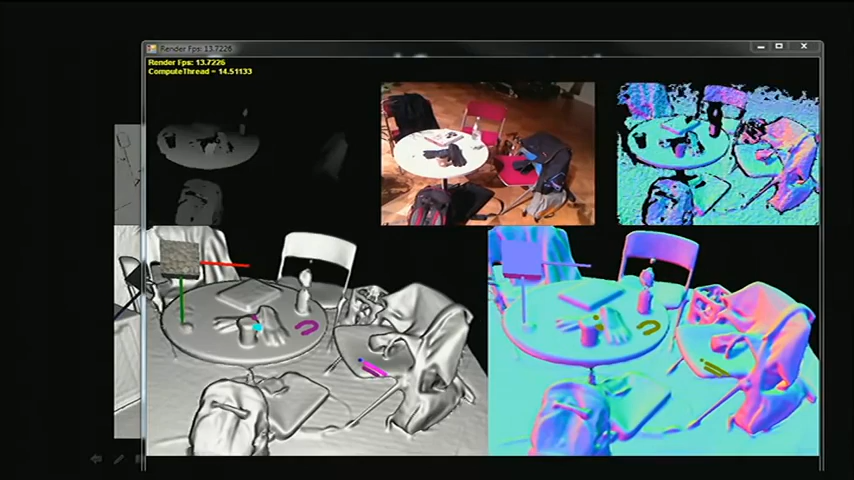 Render Fps: 13.7226
Render Fps: 13.7226
ComputeThread = 14.51133